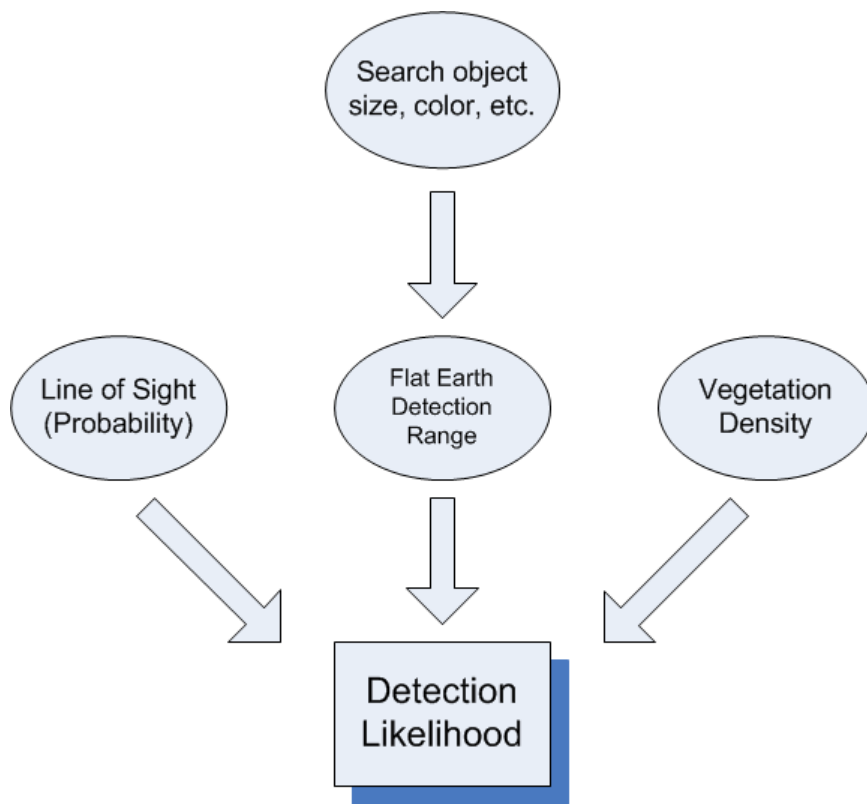 Search object
size, color, etc.
Line of Sight
(Probability)
Flat Earth
Detection
Range
Vegetation
Density
Detection
Likelihood